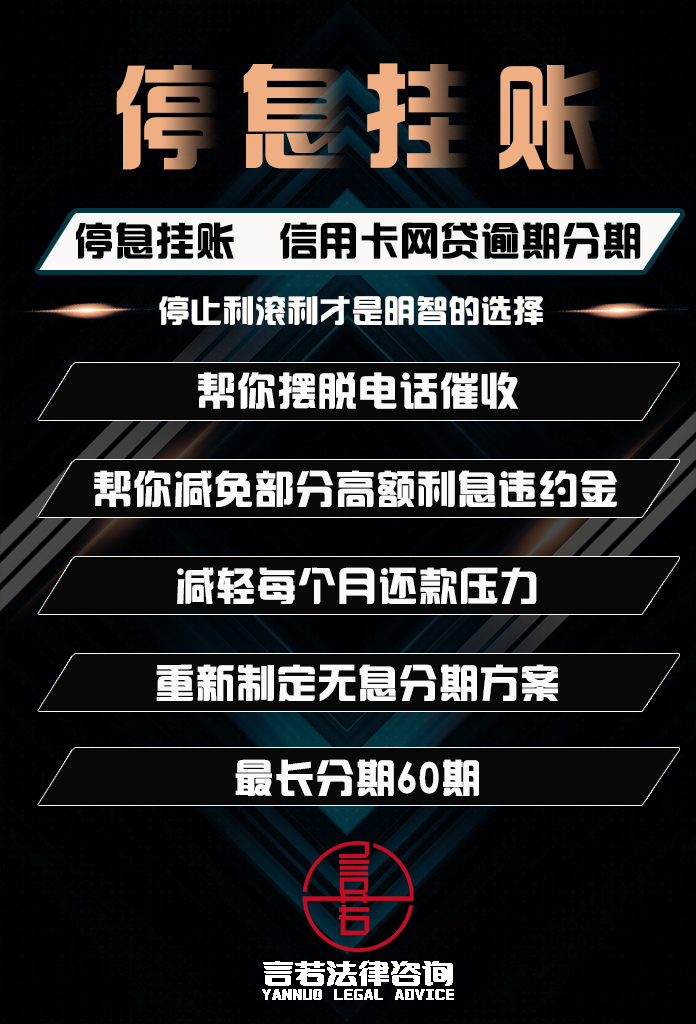 停息挂账
停息挂账 信用卡网贷逾期分期
停止利滚利才是明智的选择
帮你摆脱电话催收
帮你减免部分高额利息违约金
减轻每个月还款压力
重新制定无息分期方案
最长分期60期
言若
言若法律咨询
YANNUO LEGAL ADVICE